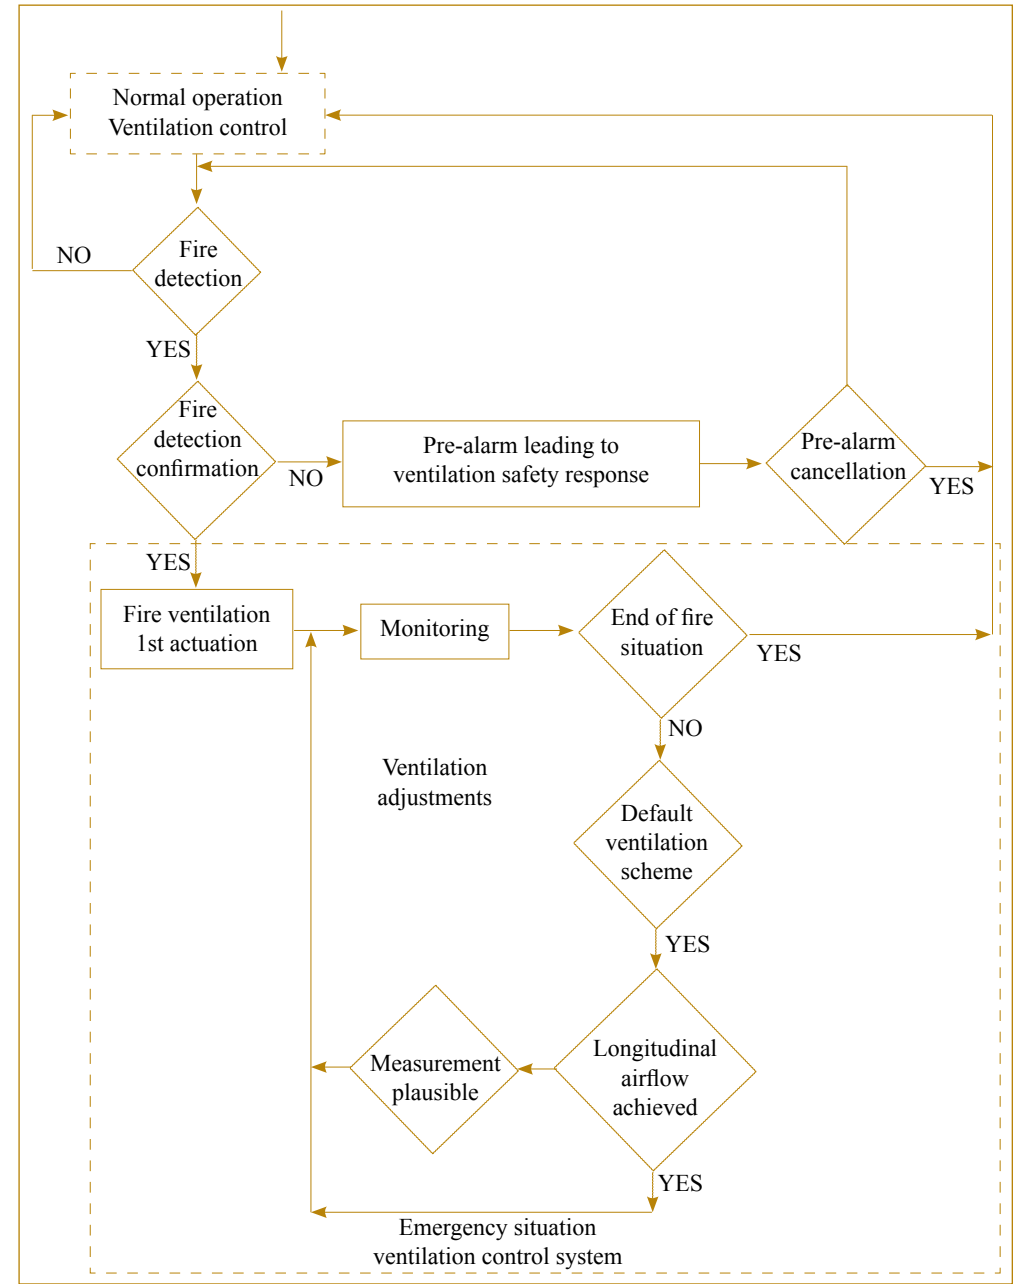 Normal operation
Ventilation control
NO
Fire
detection
YES
Fire
detection
confirmation
NO
Pre-alarm leading to
ventilation safety response
Pre-alarm
cancellation
YES
YES
Fire ventilation
1st actuation
Monitoring
End of fire
situation
YES
NO
Ventilation
adjustments
Default
ventilation
scheme
YES
Longitudinal
airflow
achieved
Measurement
plausible
YES
Emergency situation
ventilation control system